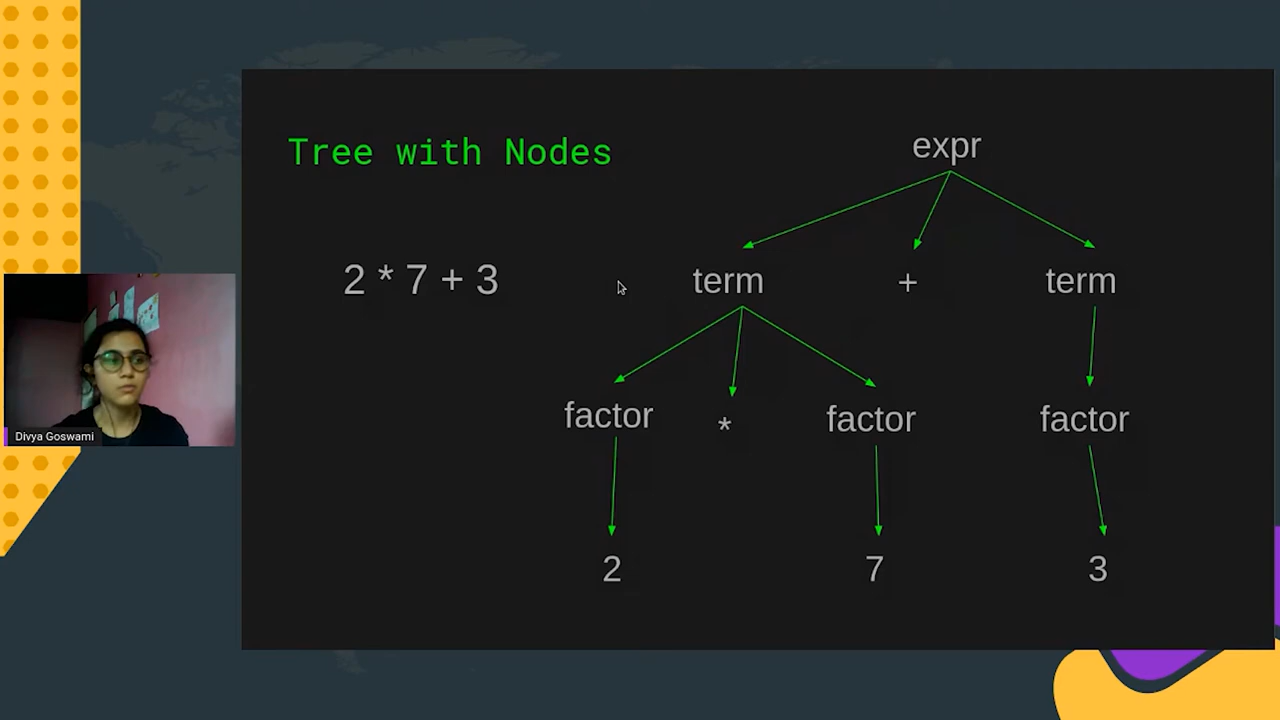 Tree with Nodes
expr
2 * 7 + 3
term + term
factor * factor factor
2 7 3
Divya Goswami